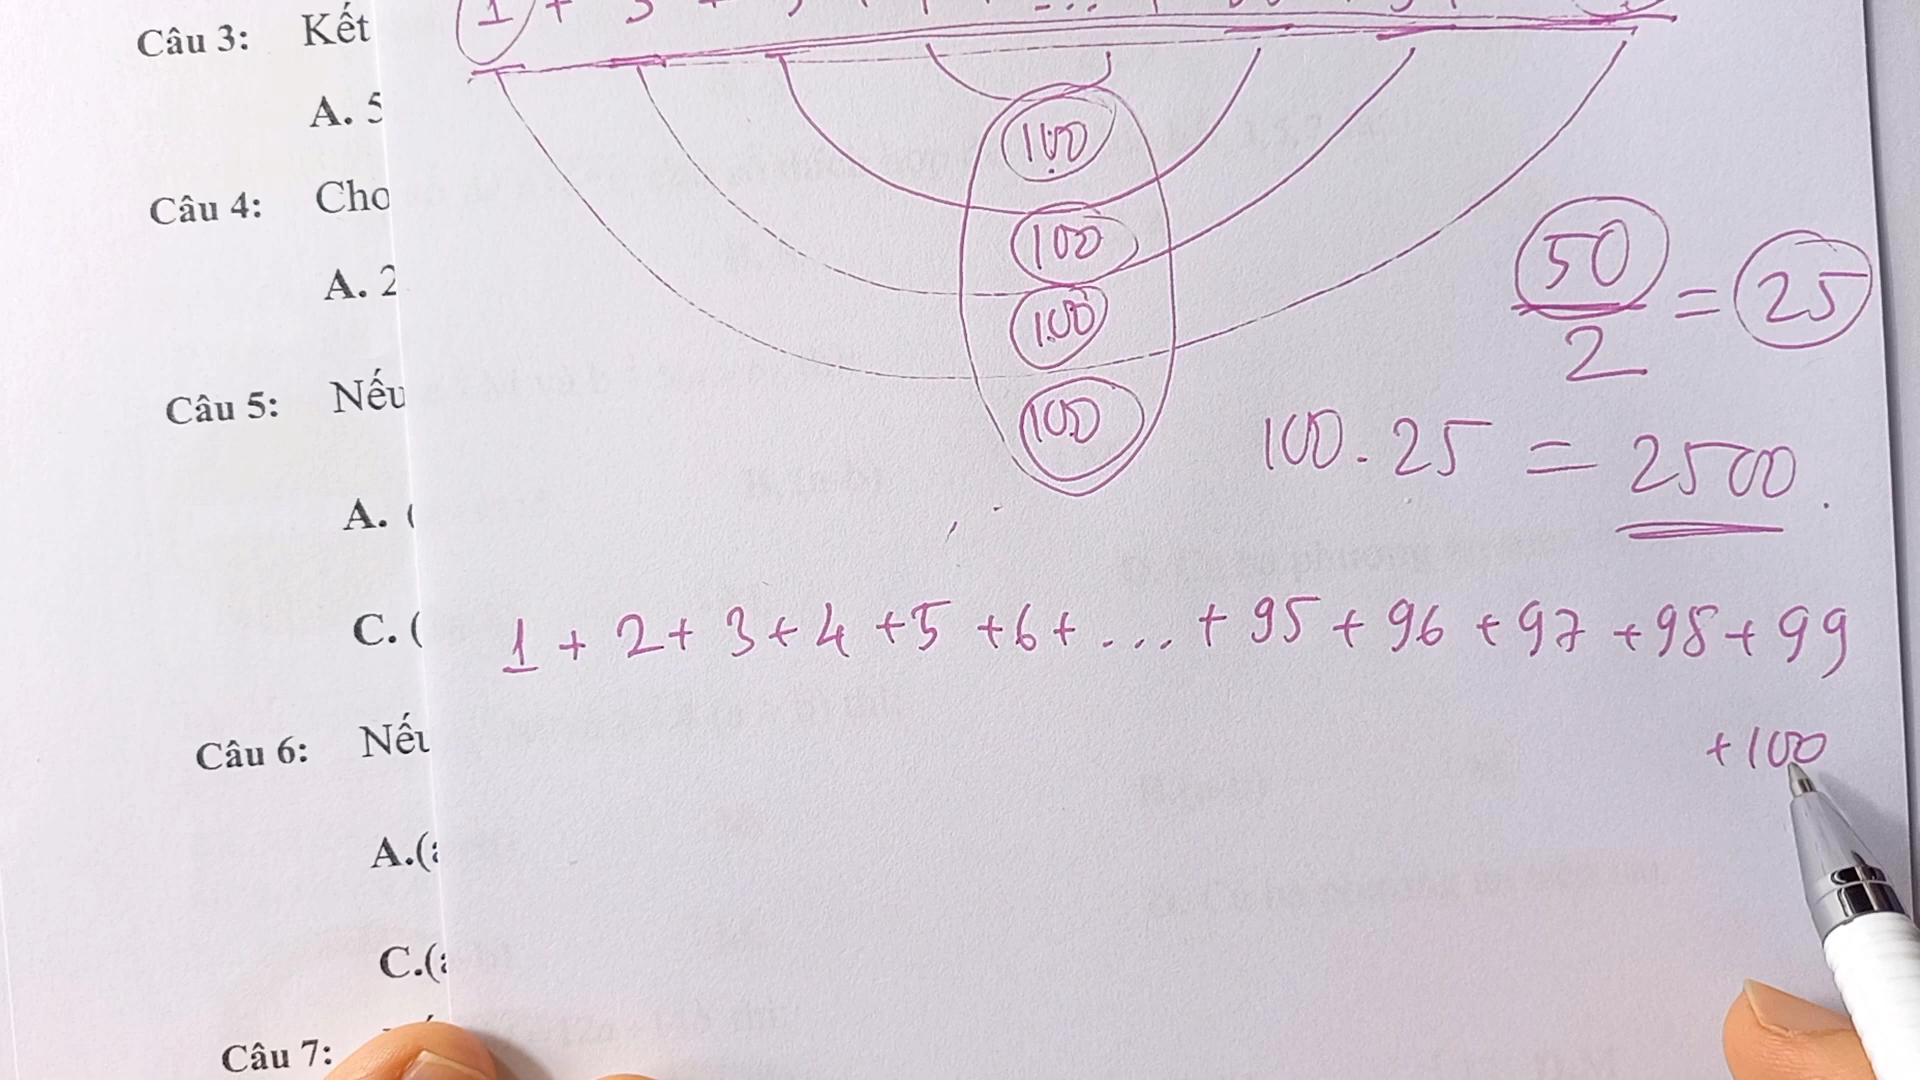 Câu 3: Kết
A. 5
Câu 4: Cho
A. 2
Câu 5: Nếu
A. (
C. (
Câu 6: Nếu
A.(a
C.(a
Câu 7:
1 + 3 +
100
100
100
100
50
2
= 25
100 . 25 = 2500
1 + 2 + 3 + 4 + 5 + 6 + ... + 95 + 96 + 97 + 98 + 99
+ 100